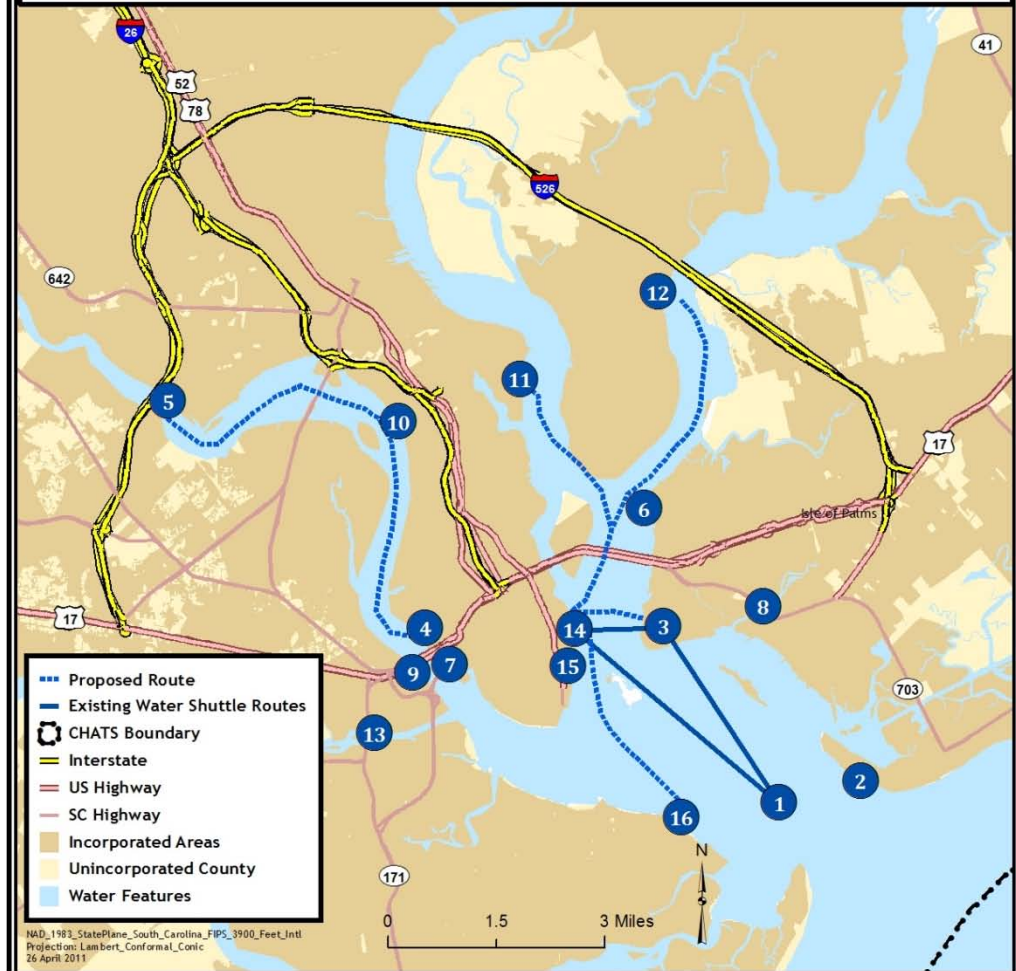 26
41
52
78
526
642
12
11
5
10
17
6
Isle of Palms
8
4
14
3
17
7
15
9
703
13
2
1
16
171
Proposed Route
Existing Water Shuttle Routes
CHATS Boundary
Interstate
US Highway
SC Highway
Incorporated Areas
Unincorporated County
Water Features
N
0 1.5 3 Miles
NAD_1983_StatePlane_South_Carolina_FIPS_3900_Feet_Intl
Projection: Lambert_Conformal_Conic
26 April 2011